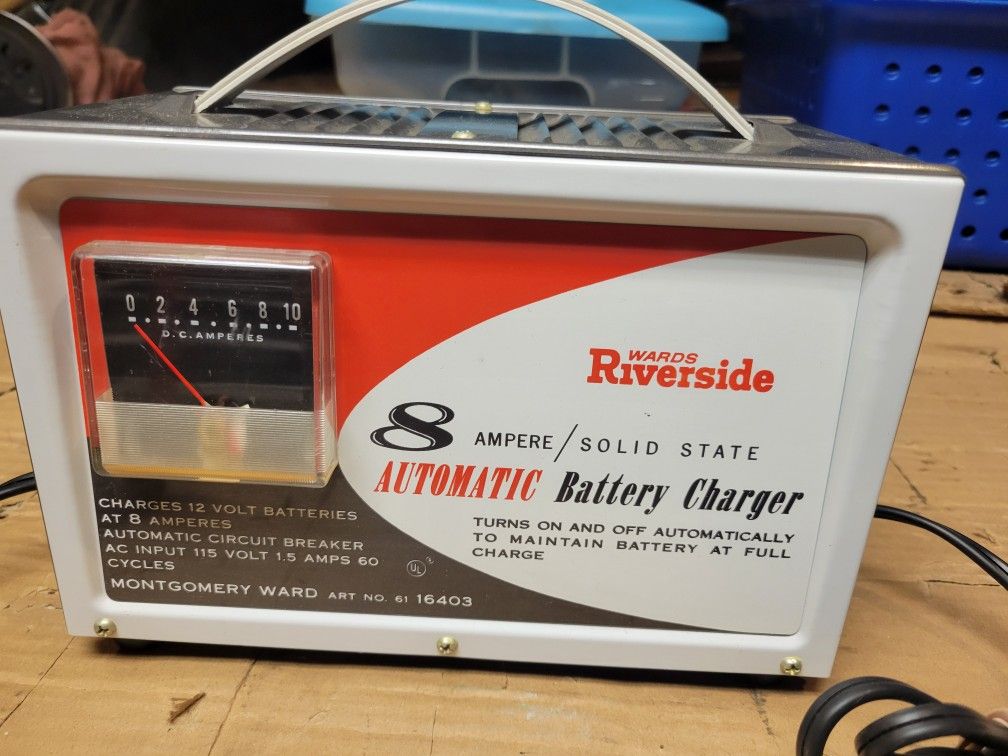 0 2 4 6 8 10
D.C. AMPERES
WARDS
Riverside
8 AMPERE/SOLID STATE
AUTOMATIC Battery Charger
TURNS ON AND OFF AUTOMATICALLY
TO MAINTAIN BATTERY AT FULL
CHARGE
CHARGES 12 VOLT BATTERIES
AT 8 AMPERES
AUTOMATIC CIRCUIT BREAKER
AC INPUT 115 VOLT 1.5 AMPS 60
CYCLES
UL
MONTGOMERY WARD ART NO. 61 16403